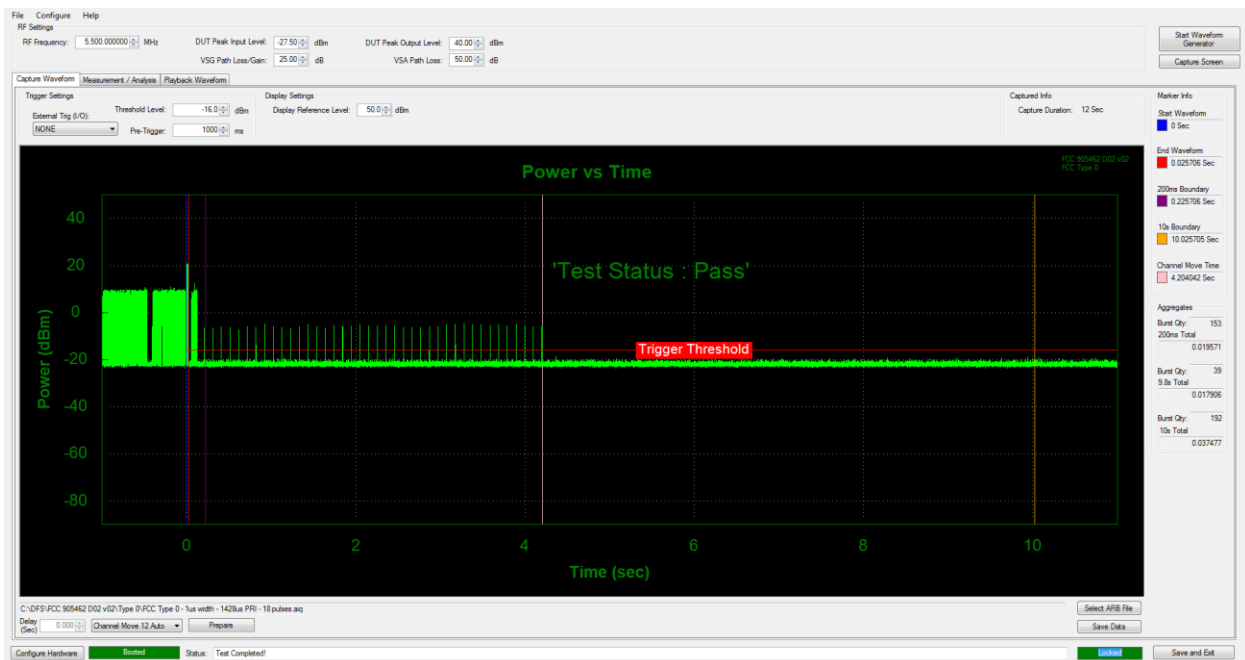 File Configure Help
RF Settings
RF Frequency: 5,500.000000 MHz DUT Peak Input Level: -27.50 dBm DUT Peak Output Level: 40.00 dBm
VSG Path Loss/Gain: 25.00 dB VSA Path Loss: 50.00 dB
Start Waveform Generator
Capture Screen
Capture Waveform Measurement / Analysis Playback Waveform
Trigger Settings
External Trig (I/O):
NONE
Threshold Level: -16.0 dBm
Pre-Trigger: 1000 ms
Display Settings
Display Reference Level: 50.0 dBm
Captured Info
Capture Duration: 12 Sec
Power vs Time
FCC 905462 D02 v02
FCC Type 0
'Test Status : Pass'
Trigger Threshold
Power (dBm)
40
20
0
-20
-40
-60
-80
0 2 4 6 8 10
Time (sec)
Marker Info
Start Waveform
0 Sec
End Waveform
0.025706 Sec
200ms Boundary
0.225706 Sec
10s Boundary
10.025705 Sec
Channel Move Time
4.204042 Sec
Aggregates
Burst Qty: 153
200ms Total
0.019571
Burst Qty: 39
9.8s Total
0.017906
Burst Qty: 192
10s Total
0.037477
C:\DFS\FCC 905462 D02 v02\Type 0\FCC Type 0 - 1us width - 1428us PRI - 18 pulses.aiq
Select ARB File
Delay (Sec) 0.000 Channel Move 12 Auto Prepare
Save Data
Configure Hardware Booted Status: Test Completed! Locked Save and Exit